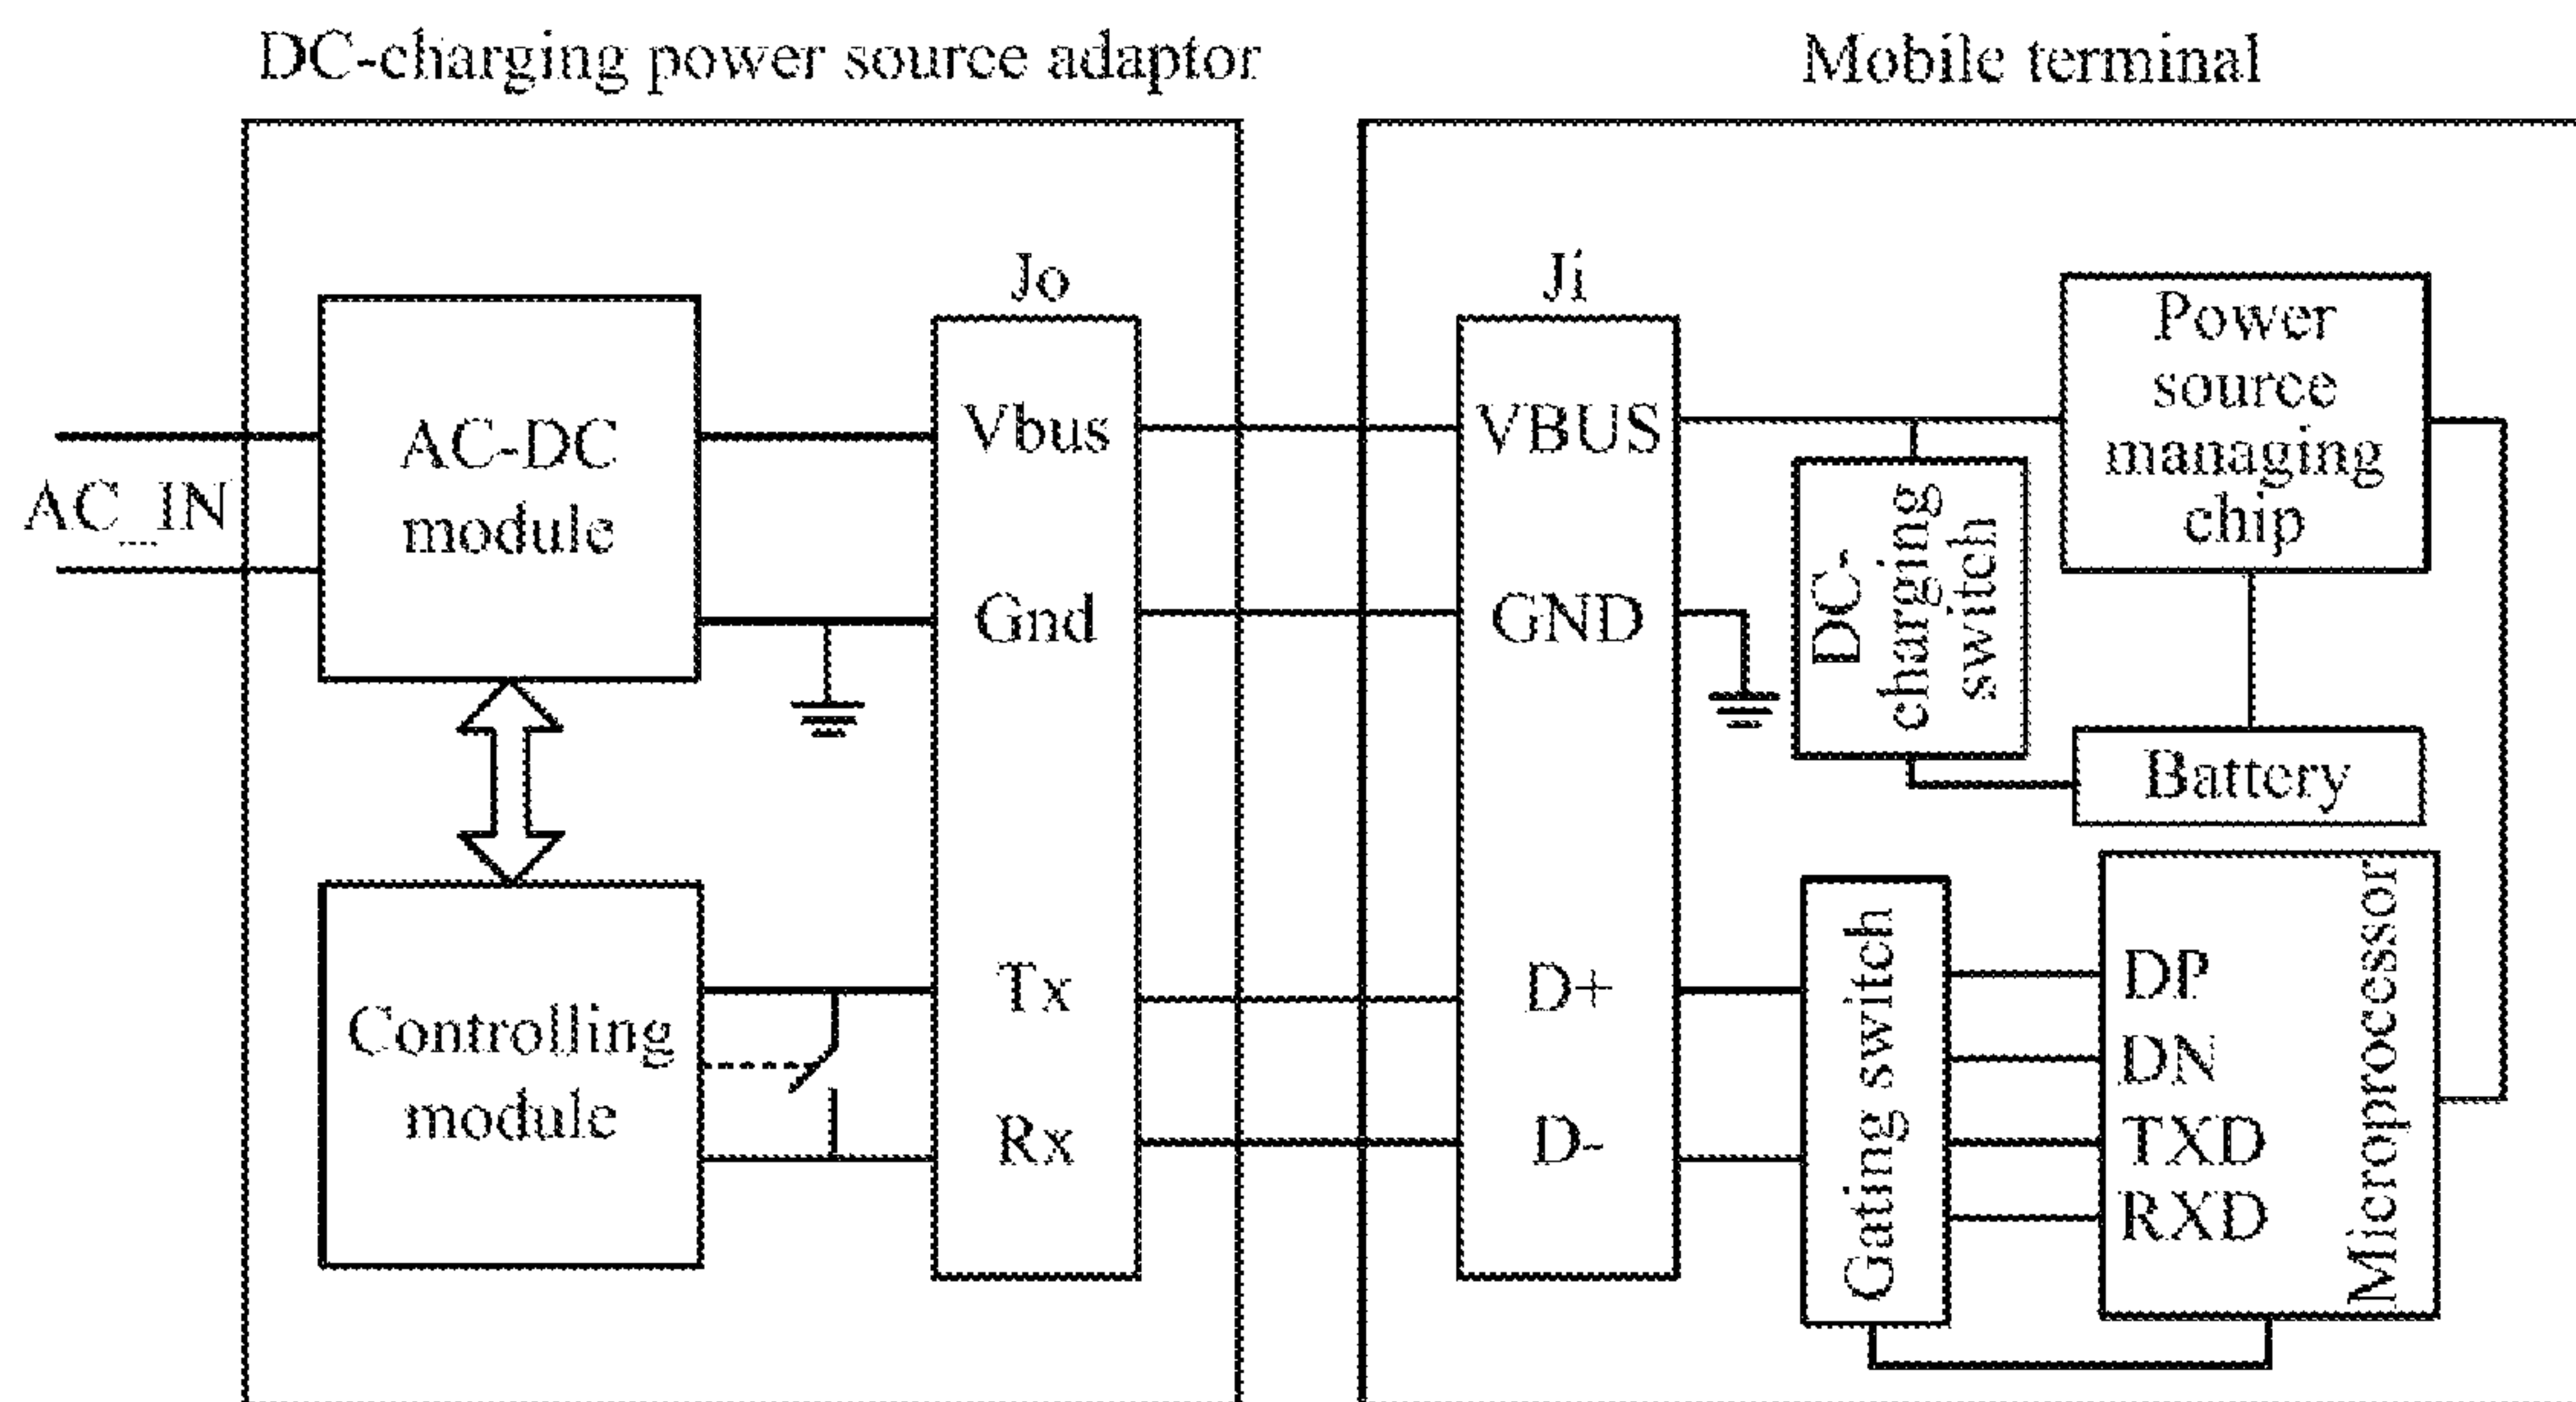 DC-charging power source adaptor
Mobile terminal
AC_IN
AC-DC
module
Controlling
module
Jo
Vbus
Gnd
Tx
Rx
Ji
VBUS
GND
D+
D-
DC-
charging
switch
Power
source
managing
chip
Battery
Gating switch
DP
DN
TXD
RXD
Microprocessor